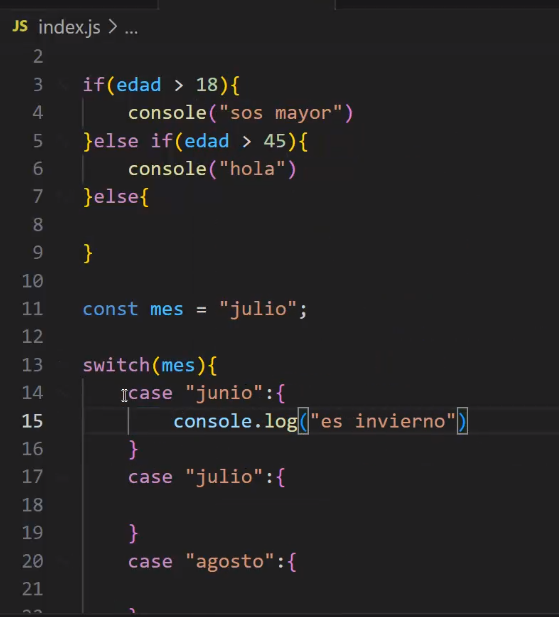 JS index.js > ...
2
3 if(edad > 18){
4 console("sos mayor")
5 }else if(edad > 45){
6 console("hola")
7 }else{
8
9 }
10
11 const mes = "julio";
12
13 switch(mes){
14 case "junio":{
15 console.log("es invierno")
16 }
17 case "julio":{
18
19 }
20 case "agosto":{
21